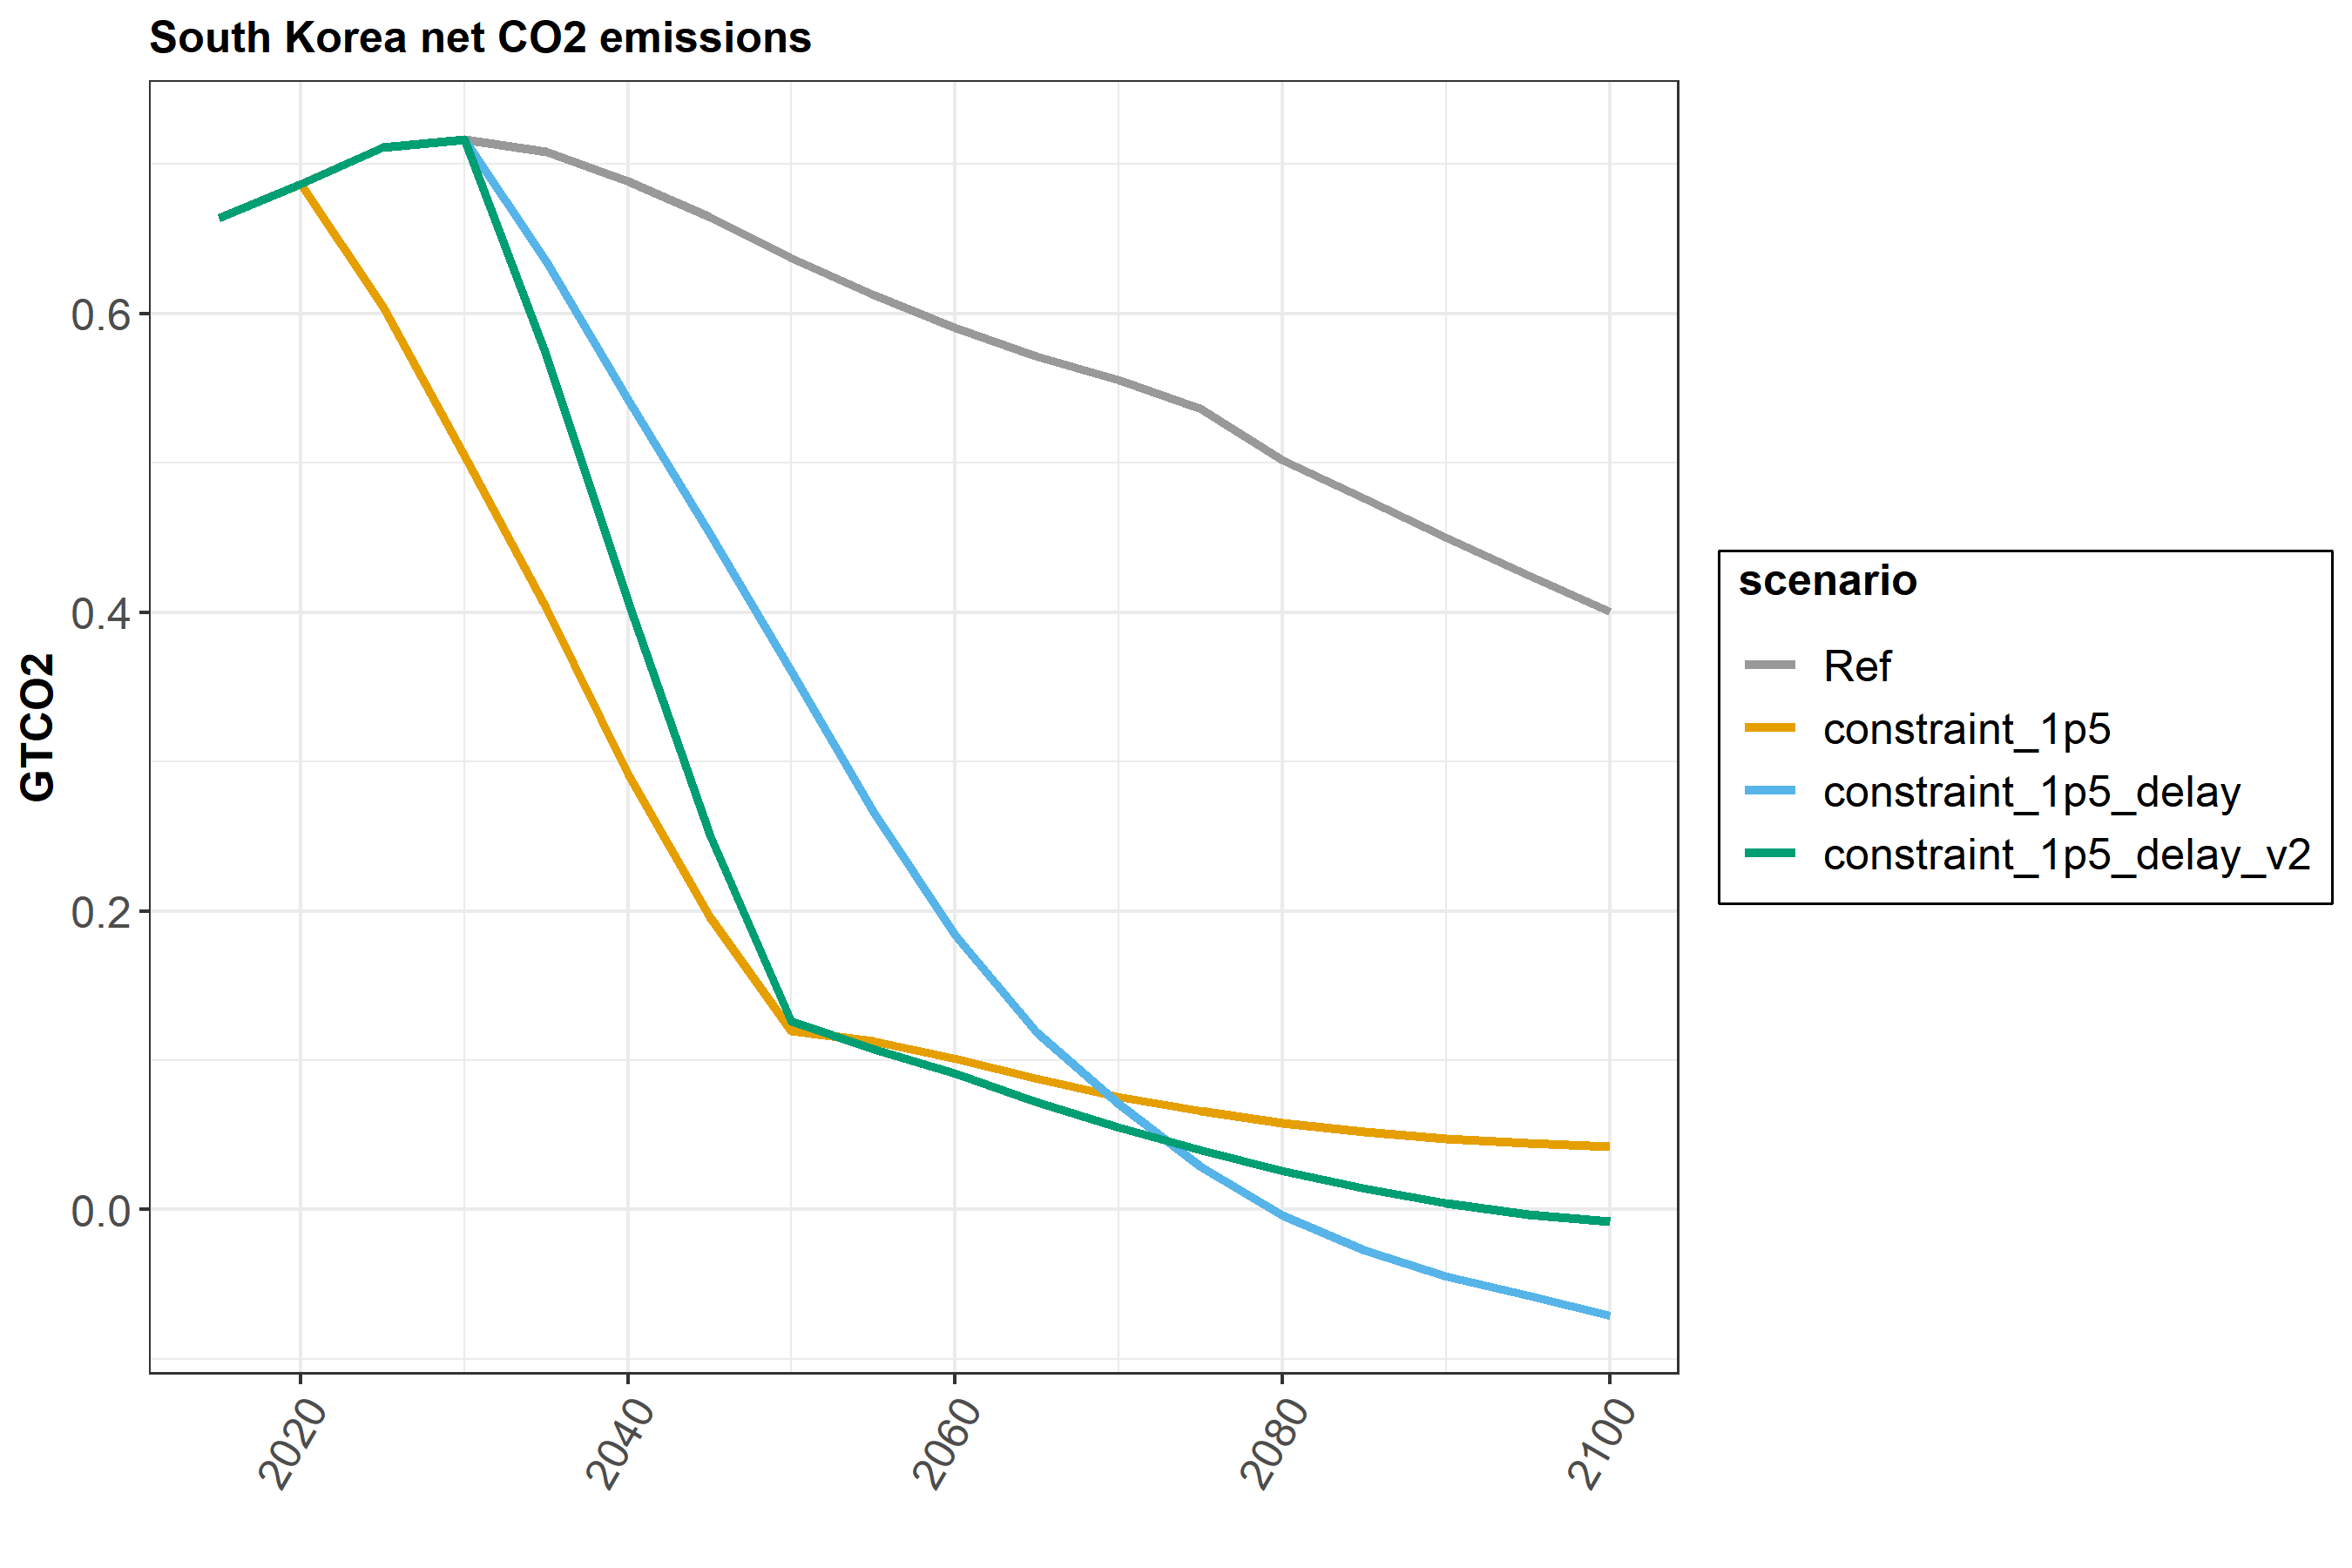 South Korea net CO2 emissions
GTCO2
0.6
0.4
0.2
0.0
2020
2040
2060
2080
2100
scenario
Ref
constraint_1p5
constraint_1p5_delay
constraint_1p5_delay_v2